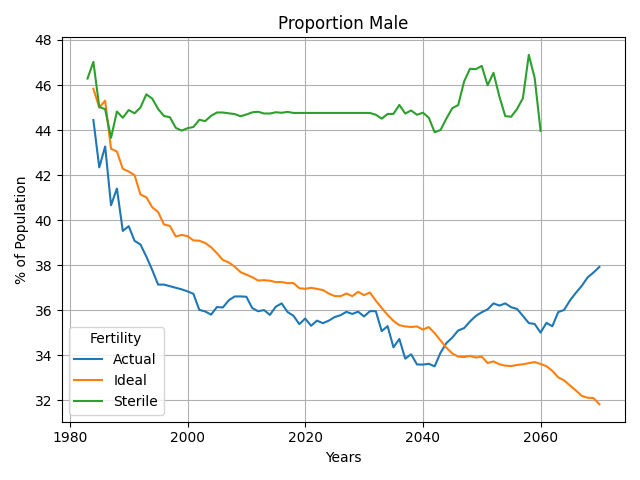 Proportion Male
48
46
44
42
40
38
36
34
32
% of Population
Fertility
Actual
Ideal
Sterile
1980
2000
2020
2040
2060
Years